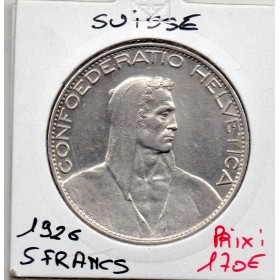 SUISSE
CONFOEDERATIO HELVETICA
1926
5 FRANCS
Prix :
170€